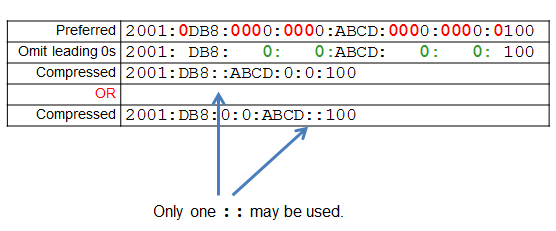 Preferred 2001:0DB8:0000:0000:ABCD:0000:0000:0100
Omit leading 0s 2001: DB8: 0: 0:ABCD: 0: 0: 100
Compressed 2001:DB8::ABCD:0:0:100
OR
Compressed 2001:DB8:0:0:ABCD::100
Only one :: may be used.